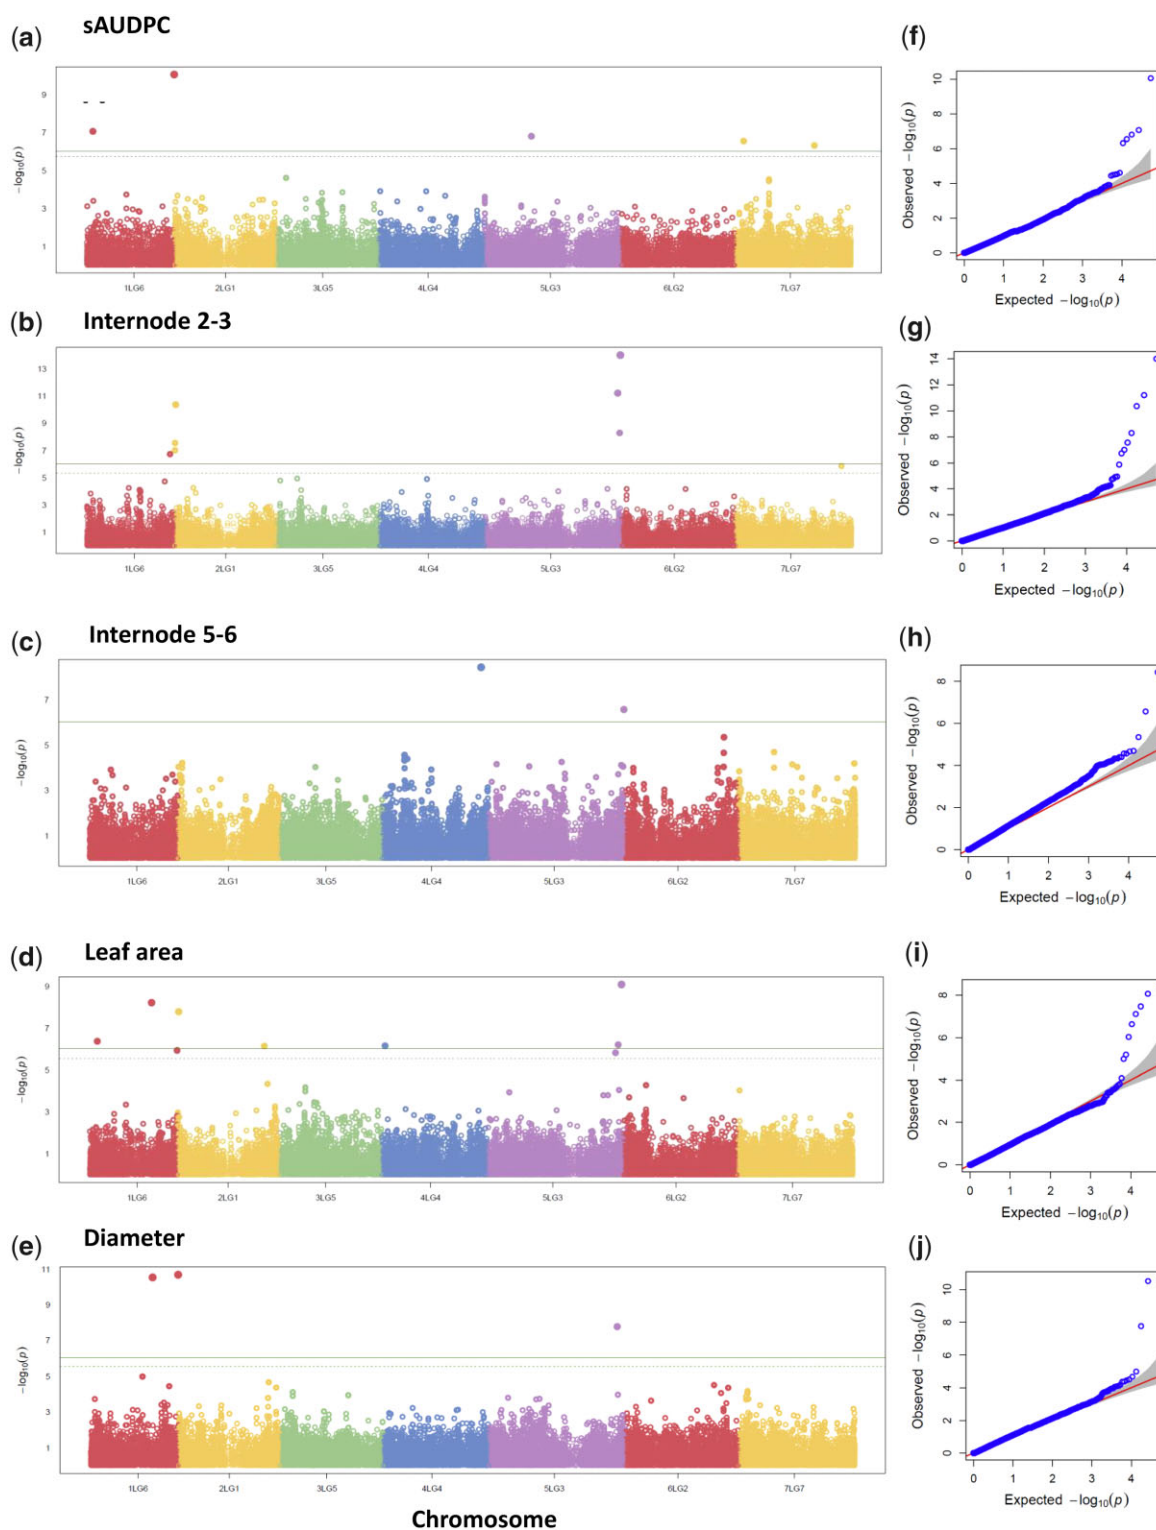 (a) sAUDPC
9
7
5
3
1
−log10(p)
1LG6 2LG1 3LG5 4LG4 5LG3 6LG2 7LG7
(f)
10
8
6
4
2
0
Observed −log10(p)
0 1 2 3 4
Expected −log10(p)
(b) Internode 2-3
13
11
9
7
5
3
1
−log10(p)
1LG6 2LG1 3LG5 4LG4 5LG3 6LG2 7LG7
(g)
14
12
10
8
6
4
2
0
Observed −log10(p)
0 1 2 3 4
Expected −log10(p)
(c) Internode 5-6
7
5
3
1
−log10(p)
1LG6 2LG1 3LG5 4LG4 5LG3 6LG2 7LG7
(h)
8
6
4
2
0
Observed −log10(p)
0 1 2 3 4
Expected −log10(p)
(d) Leaf area
9
7
5
3
1
−log10(p)
1LG6 2LG1 3LG5 4LG4 5LG3 6LG2 7LG7
(i)
8
6
4
2
0
Observed −log10(p)
0 1 2 3 4
Expected −log10(p)
(e) Diameter
11
9
7
5
3
1
−log10(p)
1LG6 2LG1 3LG5 4LG4 5LG3 6LG2 7LG7
Chromosome
(j)
10
8
6
4
2
0
Observed −log10(p)
0 1 2 3 4
Expected −log10(p)